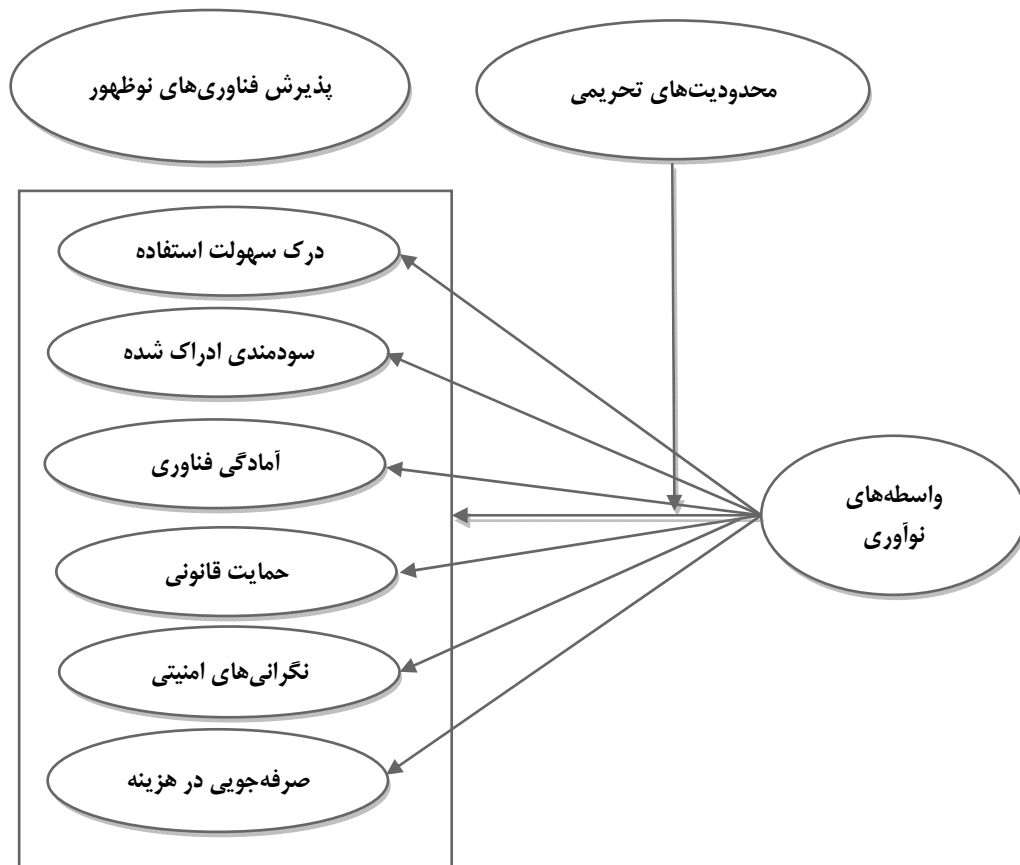 محدودیت‌های تحریمی
پذیرش فناوری‌های نوظهور
درک سهولت استفاده
سودمندی ادراک شده
آمادگی فناوری
حمایت قانونی
نگرانی‌های امنیتی
صرفه‌جویی در هزینه
واسطه‌های
نوآوری